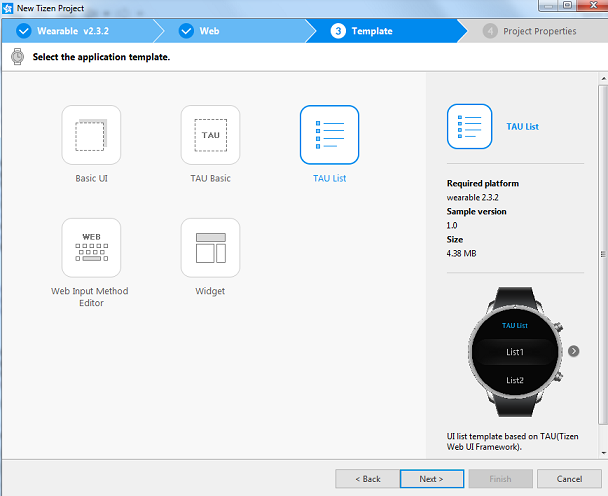 New Tizen Project
Wearable v2.3.2
Web
3 Template
4 Project Properties
Select the application template.
Basic UI
TAU
TAU Basic
TAU List
WEB
Web Input Method
Editor
Widget
TAU List
Required platform
wearable 2.3.2
Sample version
1.0
Size
4.38 MB
TAU List
List1
List2
UI list template based on TAU(Tizen
Web UI Framework).
< Back
Next >
Finish
Cancel